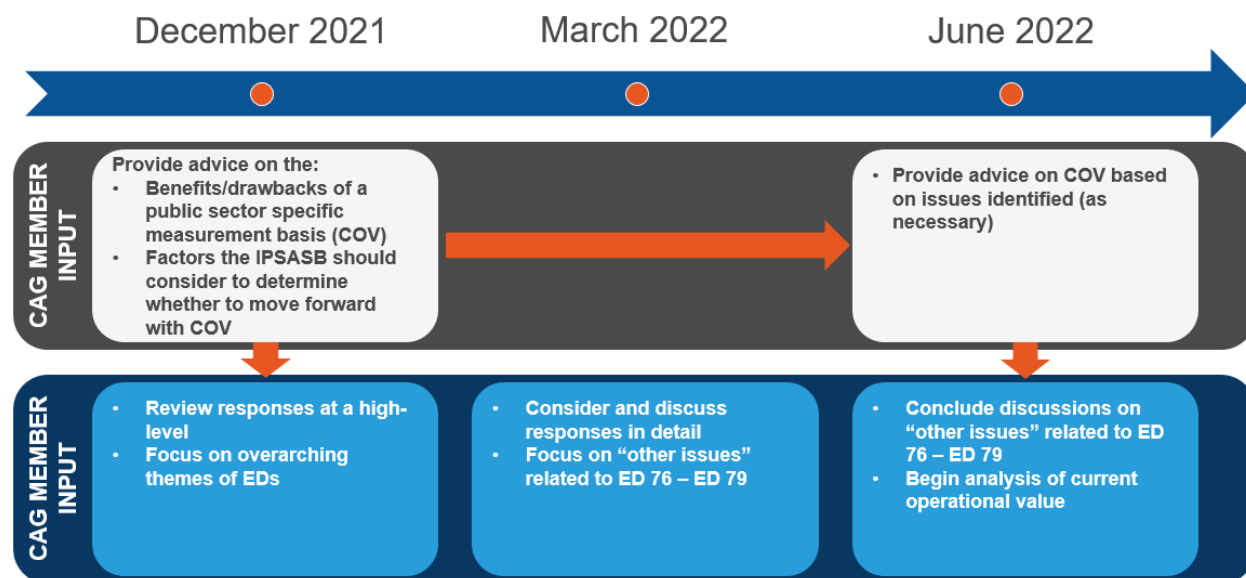 December 2021
March 2022
June 2022
CAG MEMBER
INPUT
Provide advice on the:
• Benefits/drawbacks of a
public sector specific
measurement basis (COV)
• Factors the IPSASB should
consider to determine
whether to move forward
with COV
• Provide advice on COV based
on issues identified (as
necessary)
CAG MEMBER
INPUT
• Review responses at a high-
level
• Focus on overarching
themes of EDs
• Consider and discuss
responses in detail
• Focus on “other issues”
related to ED 76 – ED 79
• Conclude discussions on
“other issues” related to ED
76 – ED 79
• Begin analysis of current
operational value